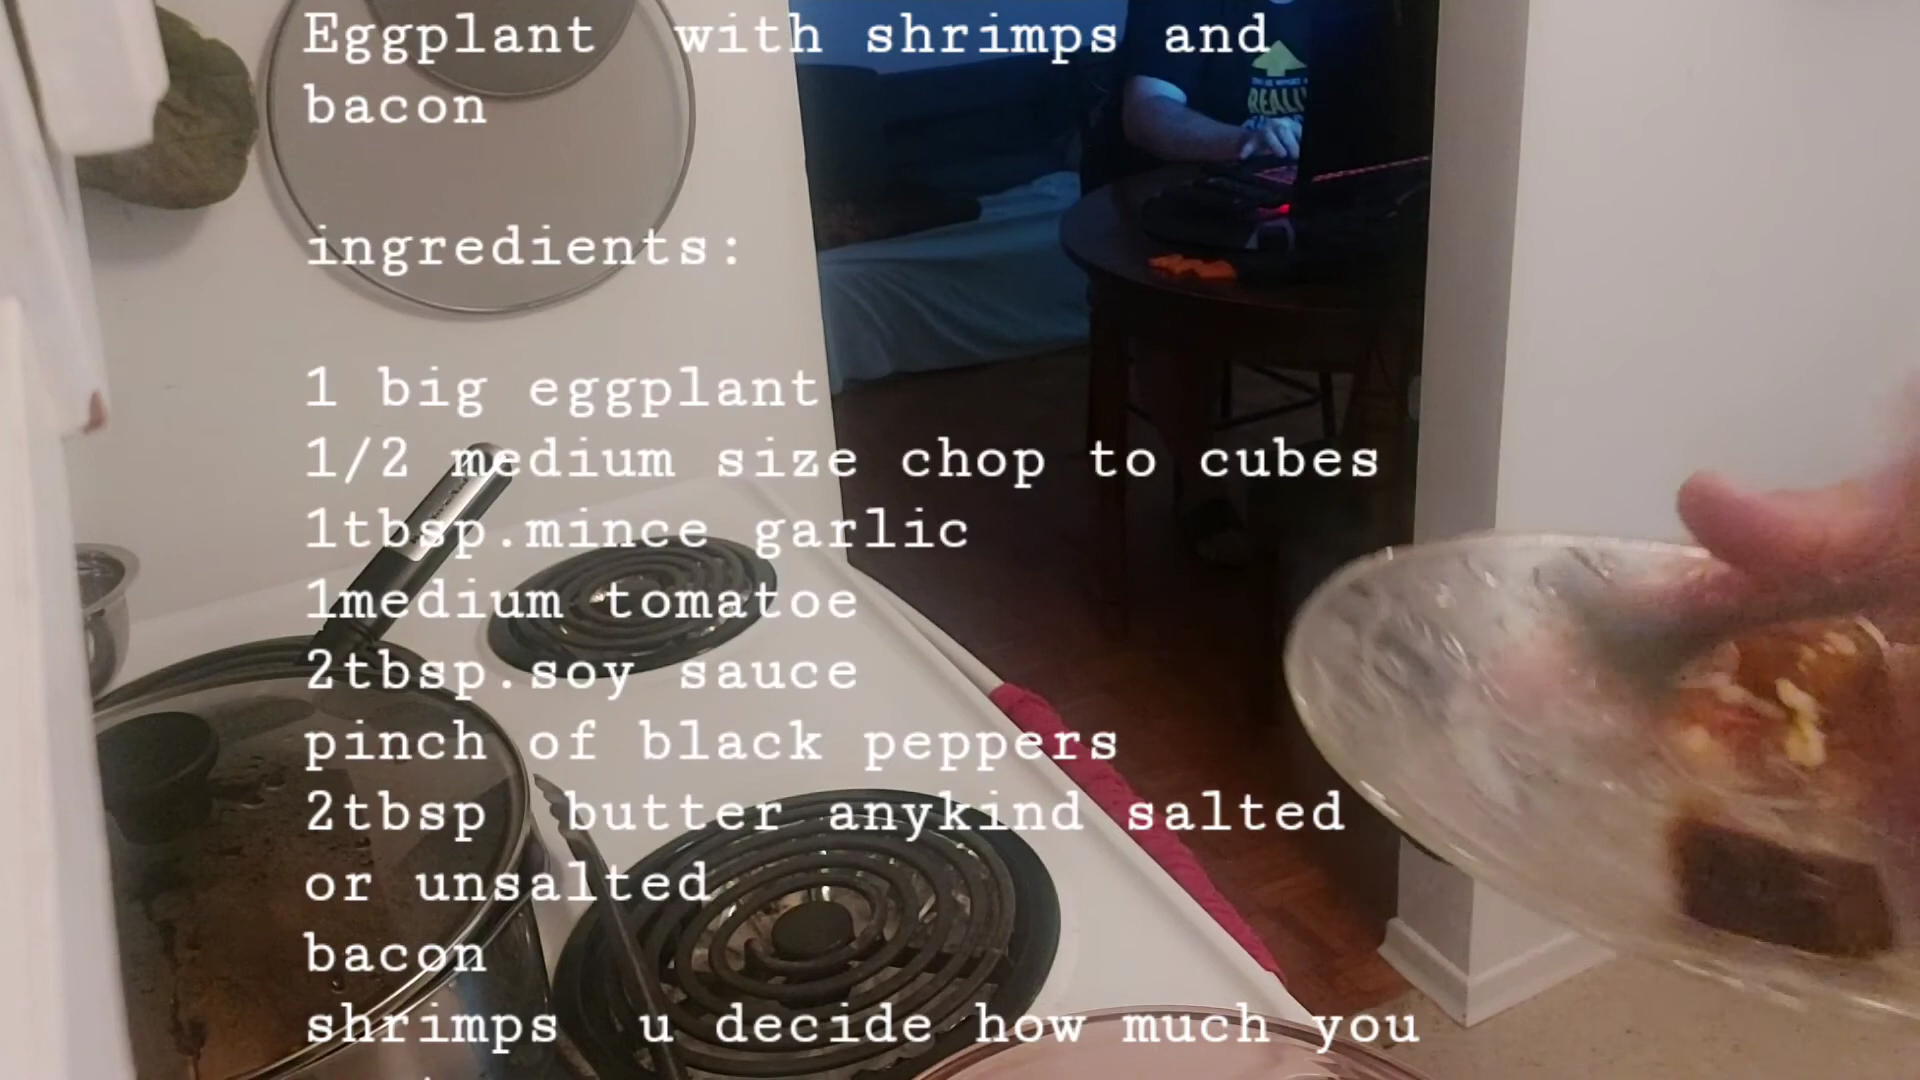 Eggplant with shrimps and
bacon
ingredients:
1 big eggplant
1/2 medium size chop to cubes
1tbsp.mince garlic
1medium tomatoe
2tbsp.soy sauce
pinch of black peppers
2tbsp butter anykind salted
or unsalted
bacon
shrimps u decide how much you
REALLY